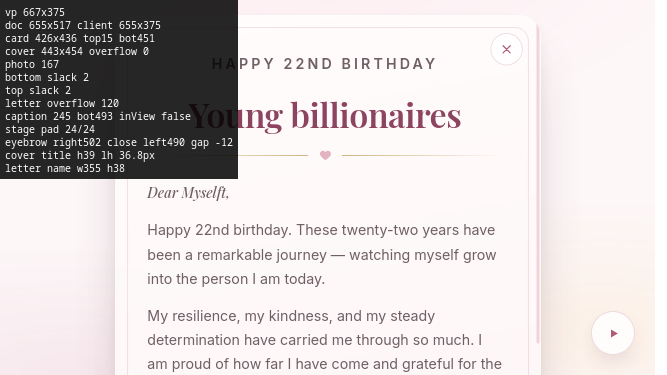 vp 667x375
doc 655x517 client 655x375
card 426x436 top15 bot451
cover 443x454 overflow 0
photo 167
bottom slack 2
top slack 2
letter overflow 120
caption 245 bot493 inView false
stage pad 24/24
eyebrow right502 close left490 gap -12
cover title h39 lh 36.8px
letter name w355 h38
HAPPY 22ND BIRTHDAY
Young billionaires
Dear Myselft,
Happy 22nd birthday. These twenty-two years have
been a remarkable journey — watching myself grow
into the person I am today.
My resilience, my kindness, and my steady
determination have carried me through so much. I
am proud of how far I have come and grateful for the